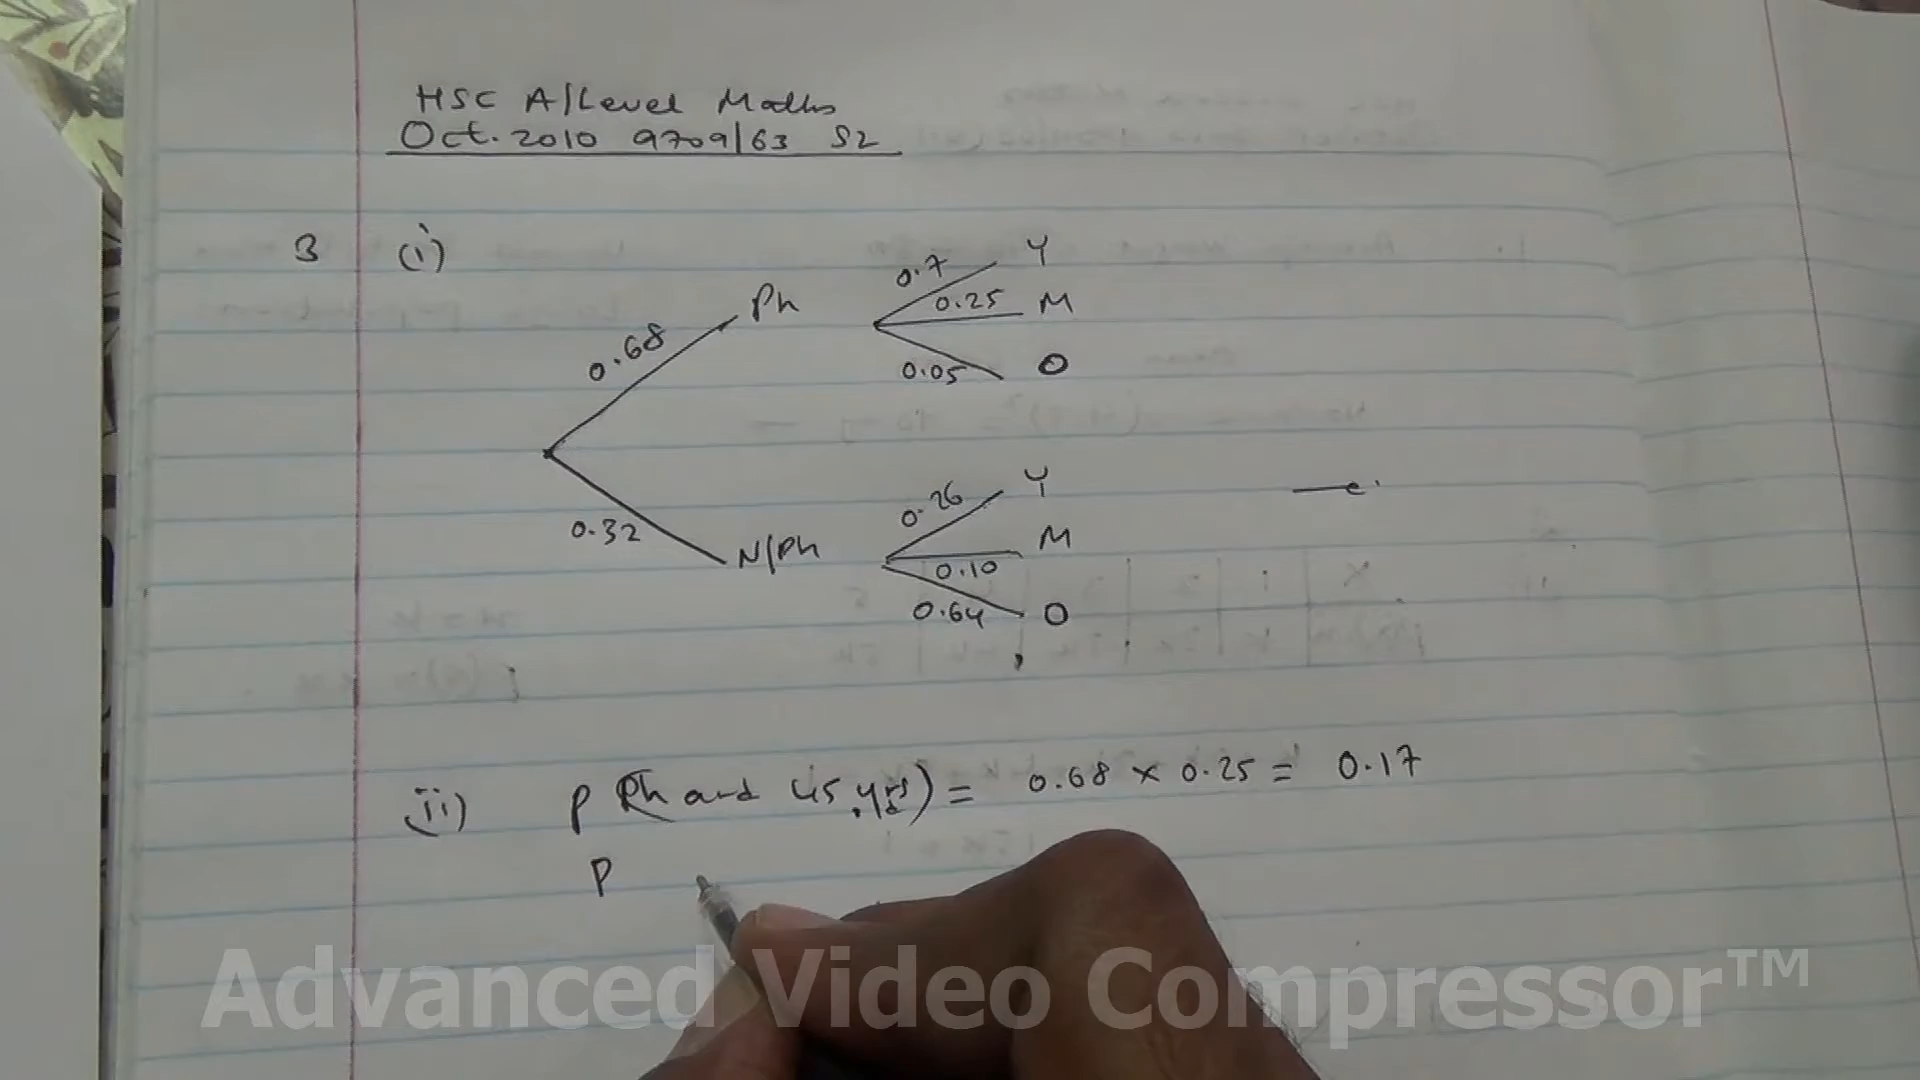 HSC A/Level Maths
Oct. 2010 9709/63 S2
3 (i)
0.68 Ph
0.7 Y
0.25 M
0.05 O
0.32 N/Ph
0.26 Y
0.10 M
0.64 O
(ii) P(Ph and 45 yrs) = 0.68 × 0.25 = 0.17
P
Advanced Video Compressor™